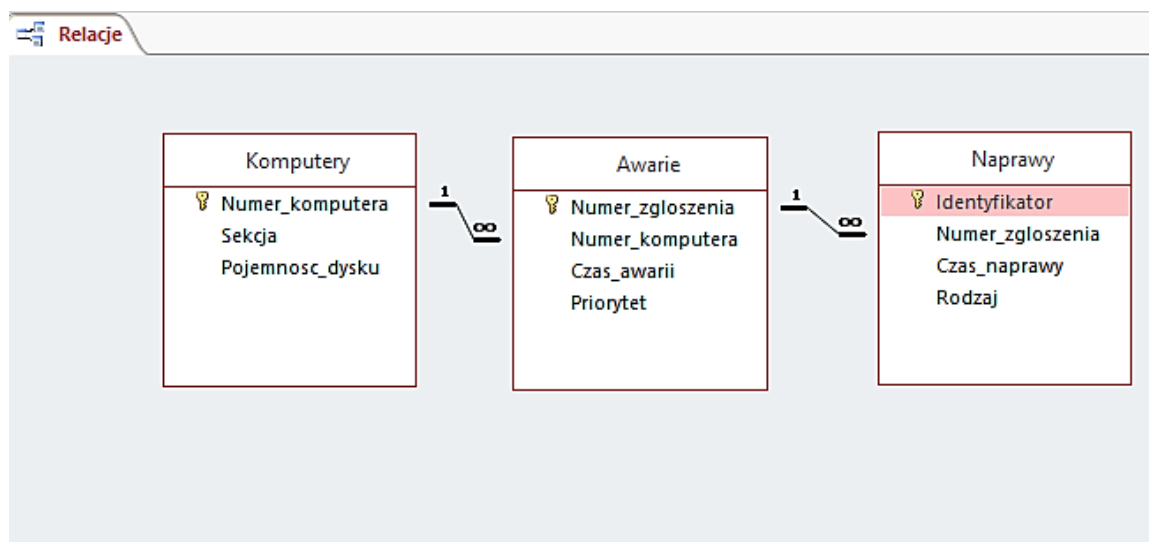 Relacje
Komputery
Numer_komputera
Sekcja
Pojemnosc_dysku
1
∞
Awarie
Numer_zgloszenia
Numer_komputera
Czas_awarii
Priorytet
1
∞
Naprawy
Identyfikator
Numer_zgloszenia
Czas_naprawy
Rodzaj